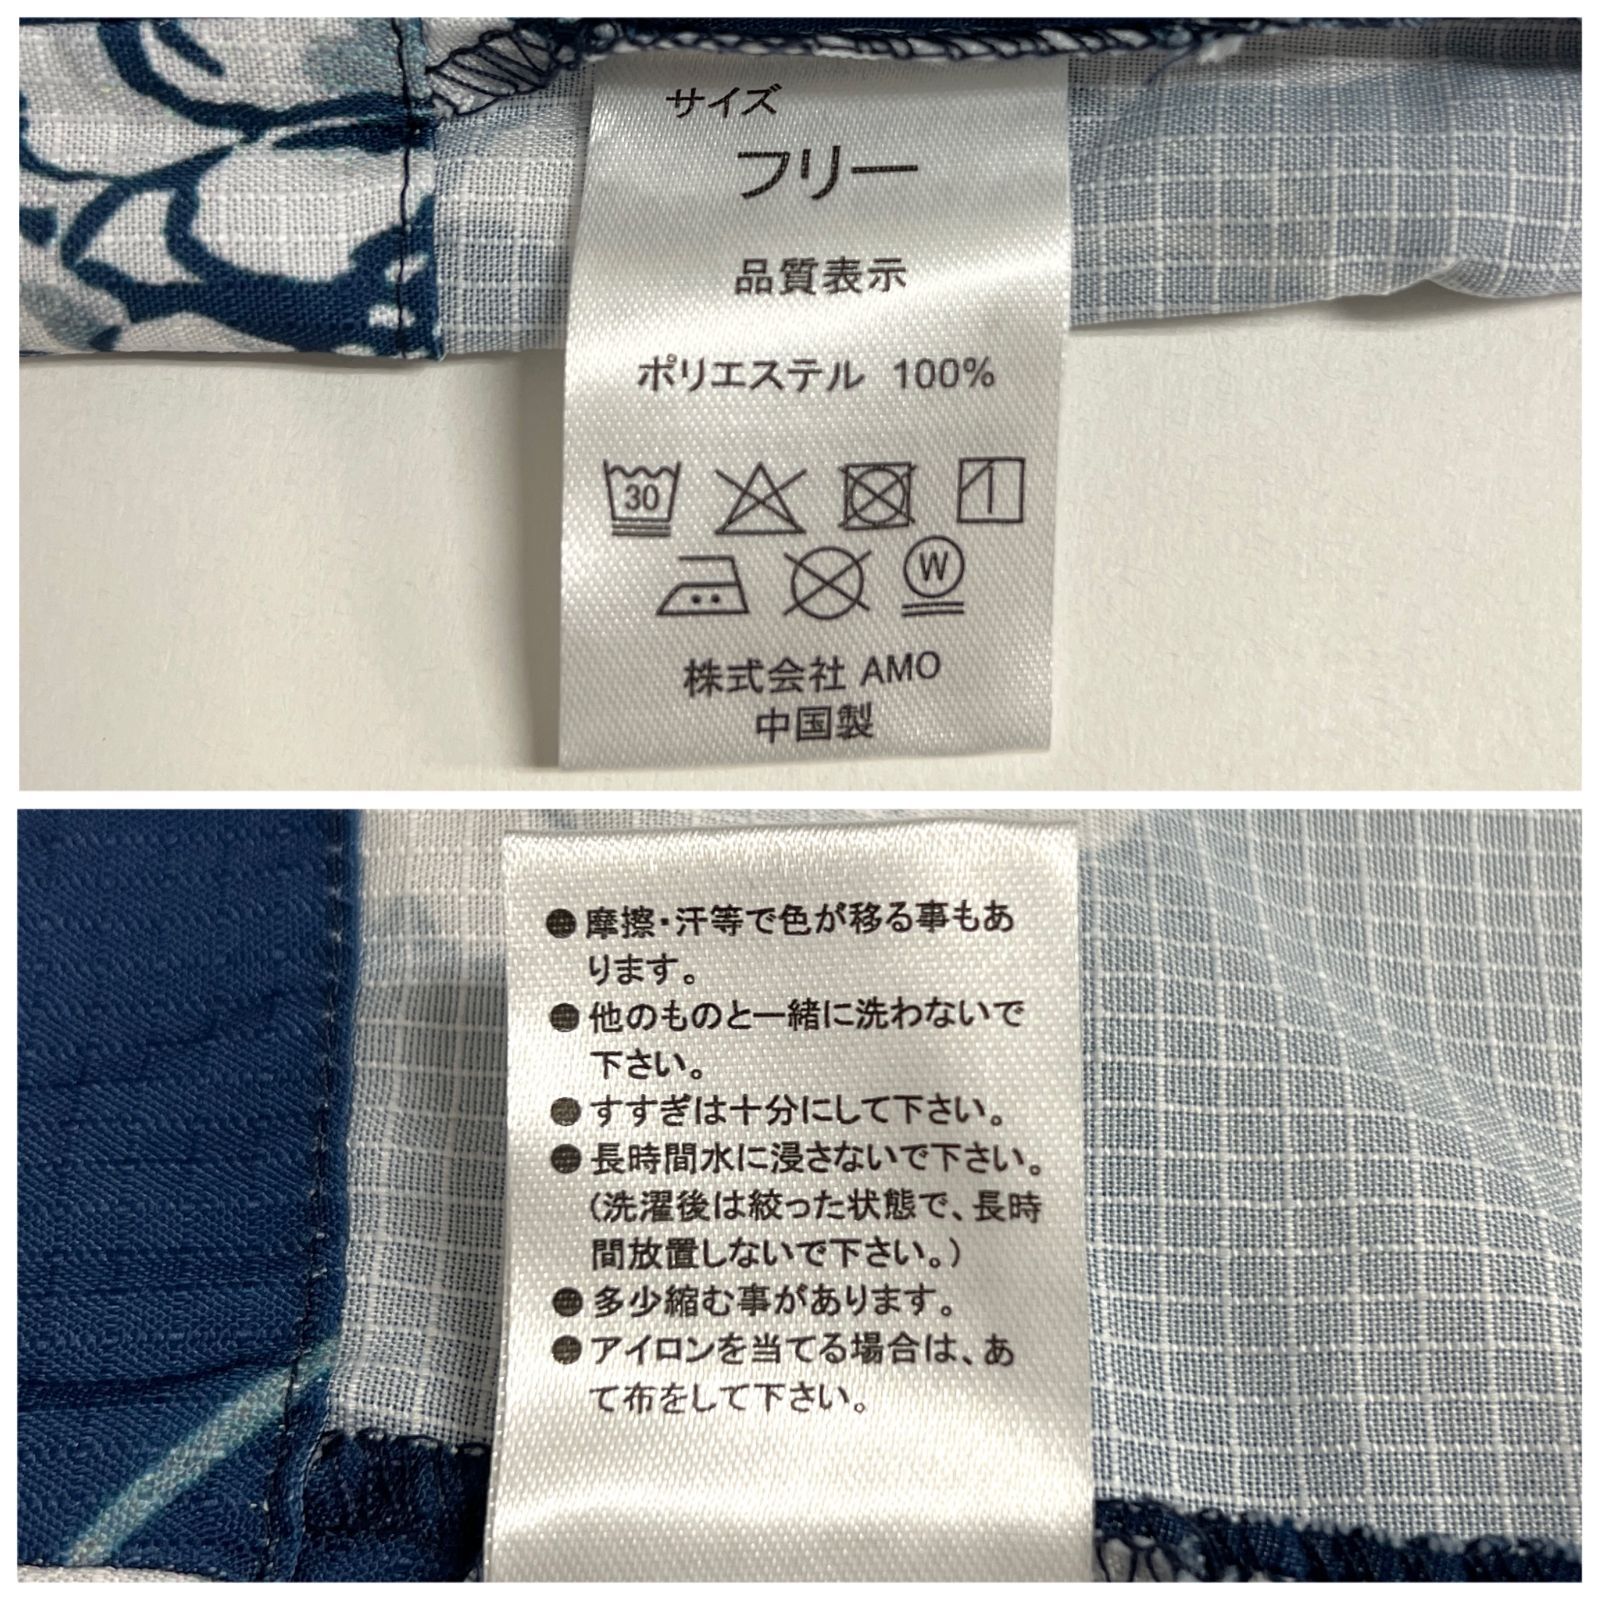 サイズ
フリー
品質表示
ポリエステル 100%
30
W
株式会社 AMO
中国製
●摩擦・汗等で色が移る事もあ
ります。
●他のものと一緒に洗わないで
下さい。
●すすぎは十分にして下さい。
●長時間水に浸さないで下さい。
(洗濯後は絞った状態で、長時
間放置しないで下さい。)
●多少縮む事があります。
●アイロンを当てる場合は、あ
て布をして下さい。